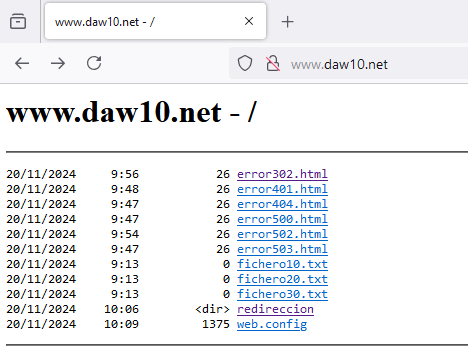 www.daw10.net - /
www.daw10.net
www.daw10.net - /
20/11/2024 9:56 26 error302.html
20/11/2024 9:48 26 error401.html
20/11/2024 9:47 26 error404.html
20/11/2024 9:47 26 error500.html
20/11/2024 9:54 26 error502.html
20/11/2024 9:47 26 error503.html
20/11/2024 9:13 0 fichero10.txt
20/11/2024 9:13 0 fichero20.txt
20/11/2024 9:13 0 fichero30.txt
20/11/2024 10:06 <dir> redireccion
20/11/2024 10:09 1375 web.config